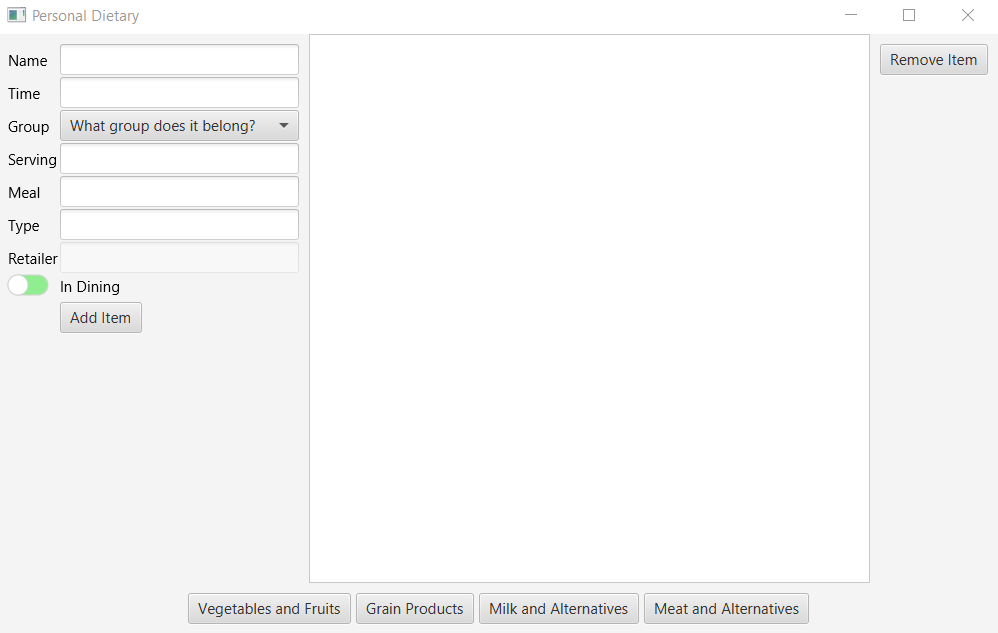 Personal Dietary
Name
Time
Group What group does it belong?
Serving
Meal
Type
Retailer
In Dining
Add Item
Remove Item
Vegetables and Fruits Grain Products Milk and Alternatives Meat and Alternatives